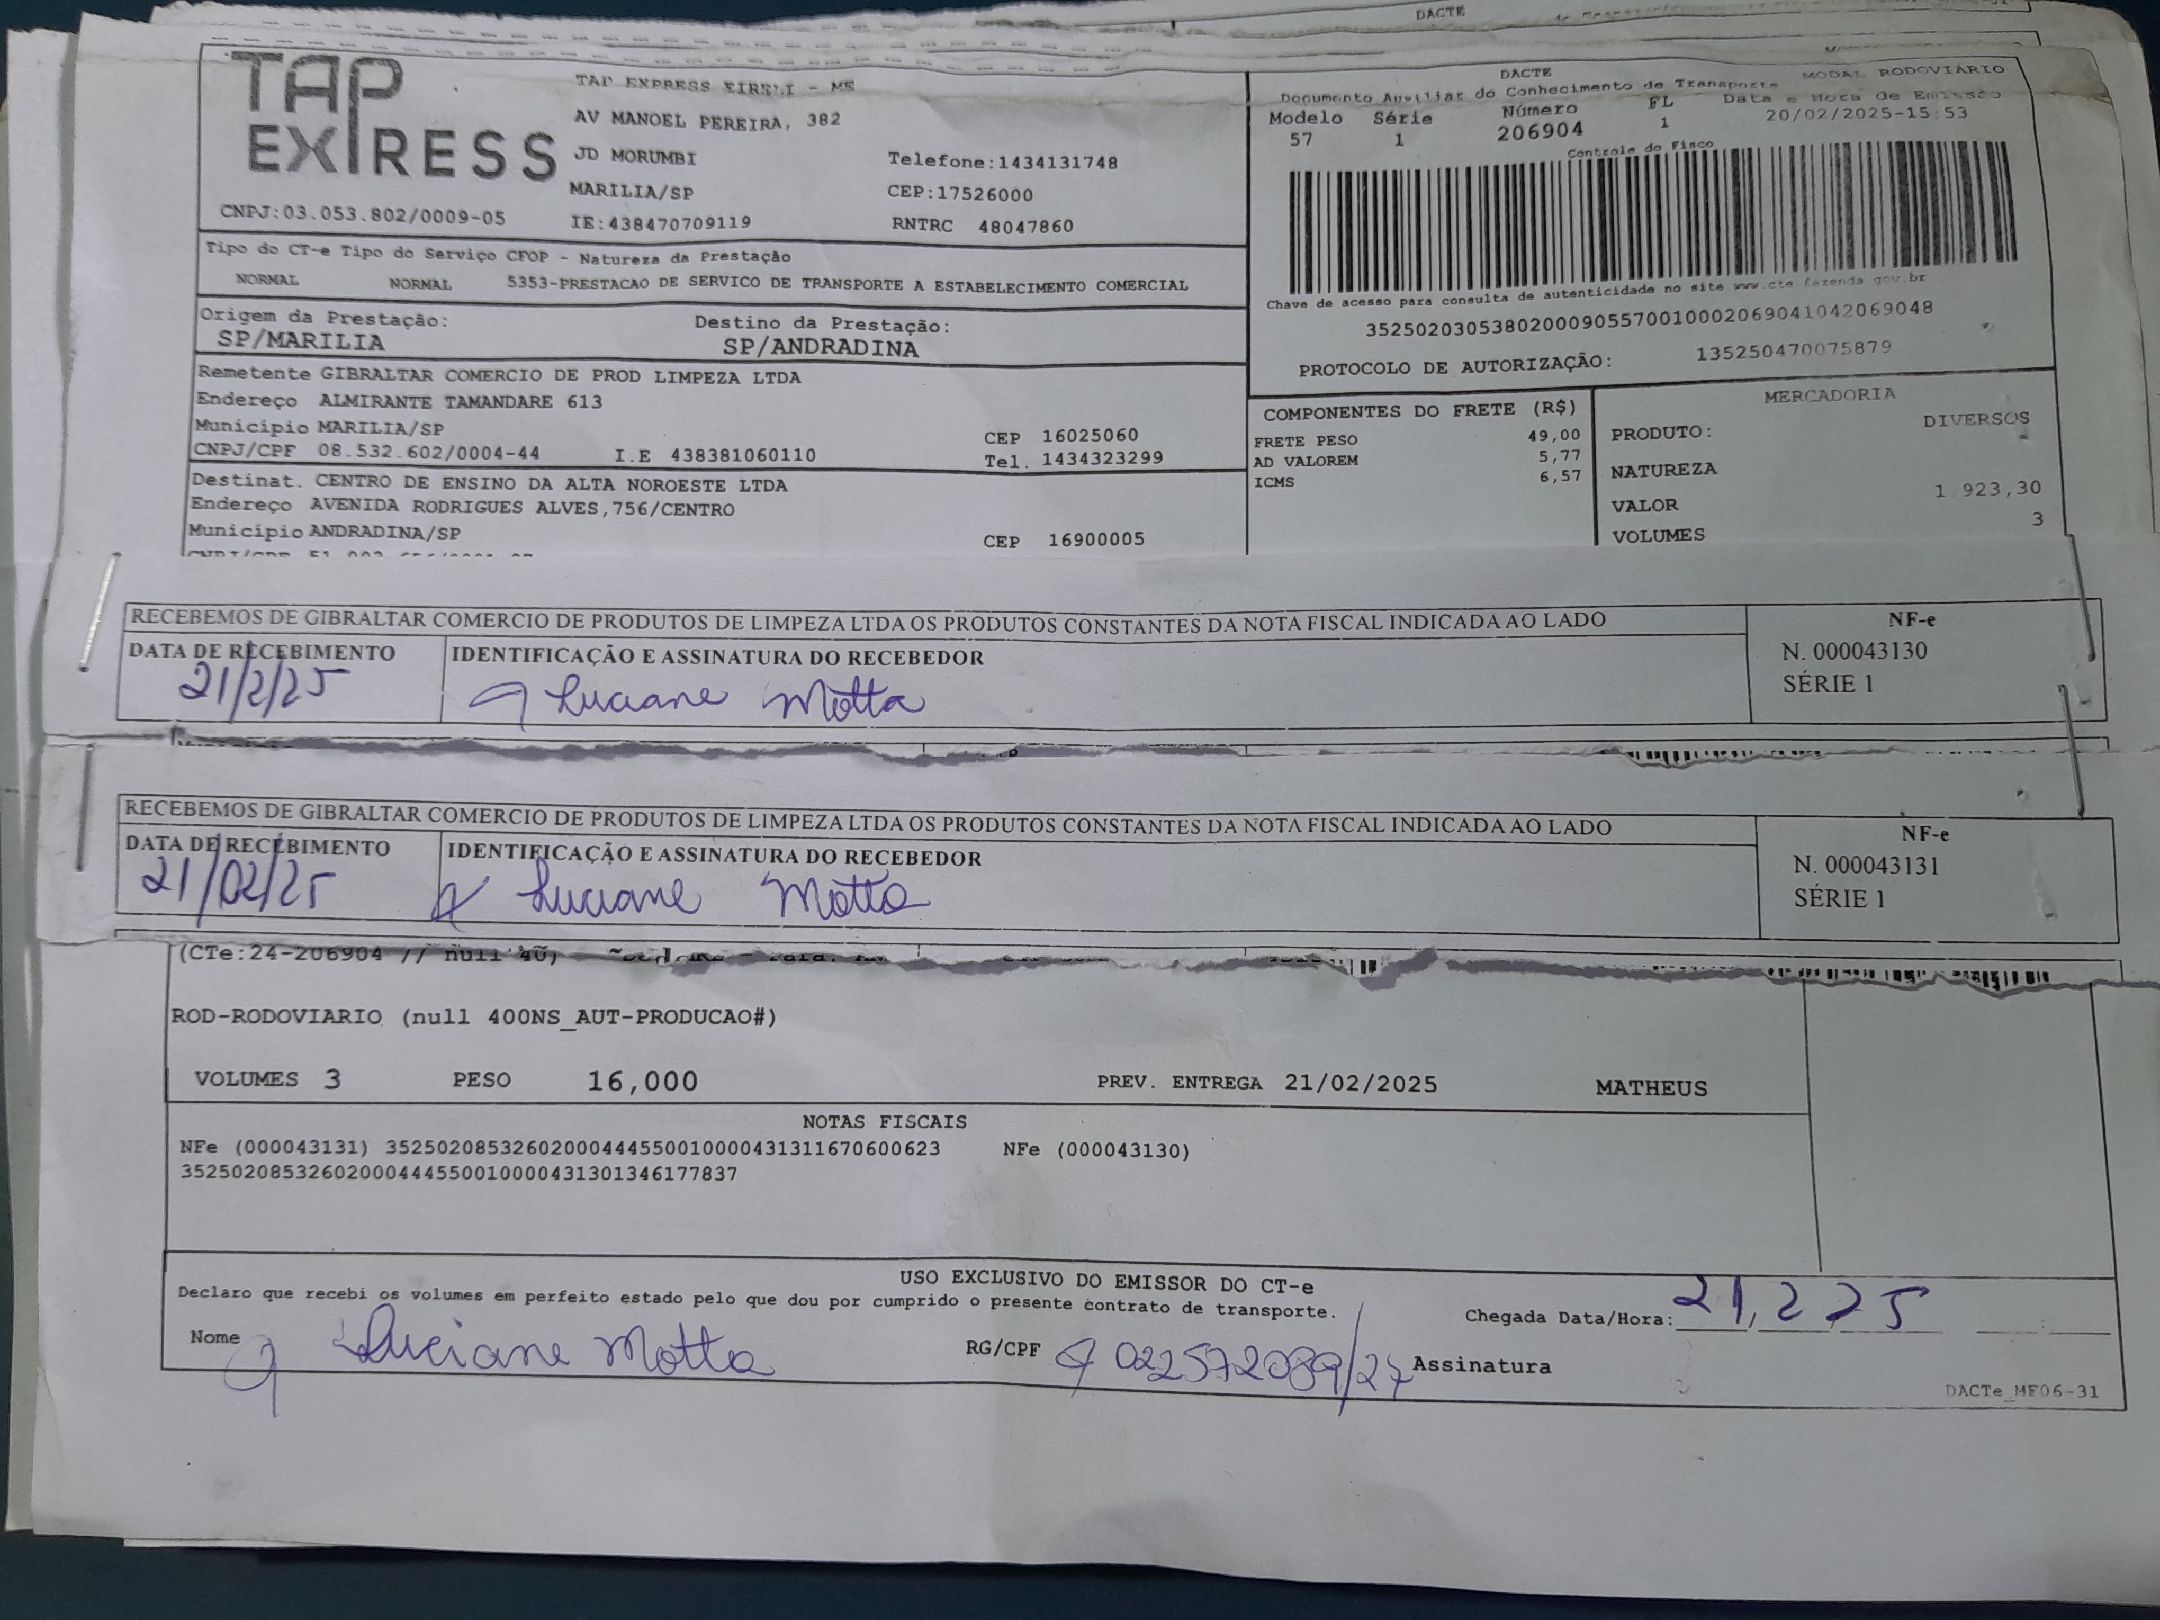 DACTE
TAP
EXPRESS
TAP EXPRESS EIRELI - ME
AV MANOEL PEREIRA, 382
JD MORUMBI
Telefone:1434131748
MARILIA/SP
CEP:17526000
CNPJ:03.053.802/0009-05
IE:438470709119
RNTRC 48047860
DACTE
MODAL RODOVIÁRIO
Documento Auxiliar do Conhecimento de Transporte
Modelo Série Número FL Data e Hora de Emissão
57 1 206904 1 20/02/2025-15:53
Controle do Fisco
Chave de acesso para consulta de autenticidade no site www.cte fazenda gov.br
35250203053802000905570010002069041042069048
PROTOCOLO DE AUTORIZAÇÃO: 135250470075879
Tipo do CT-e Tipo do Serviço CFOP - Natureza da Prestação
NORMAL NORMAL 5353-PRESTACAO DE SERVICO DE TRANSPORTE A ESTABELECIMENTO COMERCIAL
Origem da Prestação: Destino da Prestação:
SP/MARILIA SP/ANDRADINA
Remetente GIBRALTAR COMERCIO DE PROD LIMPEZA LTDA
Endereço ALMIRANTE TAMANDARE 613
Município MARILIA/SP CEP 16025060
CNPJ/CPF 08.532.602/0004-44 I.E 438381060110 Tel. 1434323299
Destinat. CENTRO DE ENSINO DA ALTA NOROESTE LTDA
Endereço AVENIDA RODRIGUES ALVES,756/CENTRO
Município ANDRADINA/SP CEP 16900005
COMPONENTES DO FRETE (R$)
FRETE PESO 49,00
AD VALOREM 5,77
ICMS 6,57
MERCADORIA
PRODUTO: DIVERSOS
NATUREZA
VALOR 1.923,30
VOLUMES 3
RECEBEMOS DE GIBRALTAR COMERCIO DE PRODUTOS DE LIMPEZA LTDA OS PRODUTOS CONSTANTES DA NOTA FISCAL INDICADA AO LADO
NF-e
DATA DE RECEBIMENTO IDENTIFICAÇÃO E ASSINATURA DO RECEBEDOR
N. 000043130
21/2/25 Luciane Motta
SÉRIE 1
RECEBEMOS DE GIBRALTAR COMERCIO DE PRODUTOS DE LIMPEZA LTDA OS PRODUTOS CONSTANTES DA NOTA FISCAL INDICADA AO LADO
NF-e
DATA DE RECEBIMENTO IDENTIFICAÇÃO E ASSINATURA DO RECEBEDOR
N. 000043131
21/02/25 Luciane Motta
SÉRIE 1
(CTe:24-206904 // null 40)
ROD-RODOVIARIO (null 400NS_AUT-PRODUCAO#)
VOLUMES 3 PESO 16,000 PREV. ENTREGA 21/02/2025 MATHEUS
NOTAS FISCAIS
NFe (000043131) 35250208532602000444550010000431311670600623 NFe (000043130)
35250208532602000444550010000431301346177837
USO EXCLUSIVO DO EMISSOR DO CT-e
Declaro que recebi os volumes em perfeito estado pelo que dou por cumprido o presente contrato de transporte.
Chegada Data/Hora: 21, 2 25
Nome Luciane Motta RG/CPF 022572089/27 Assinatura
DACTe_MF06-31